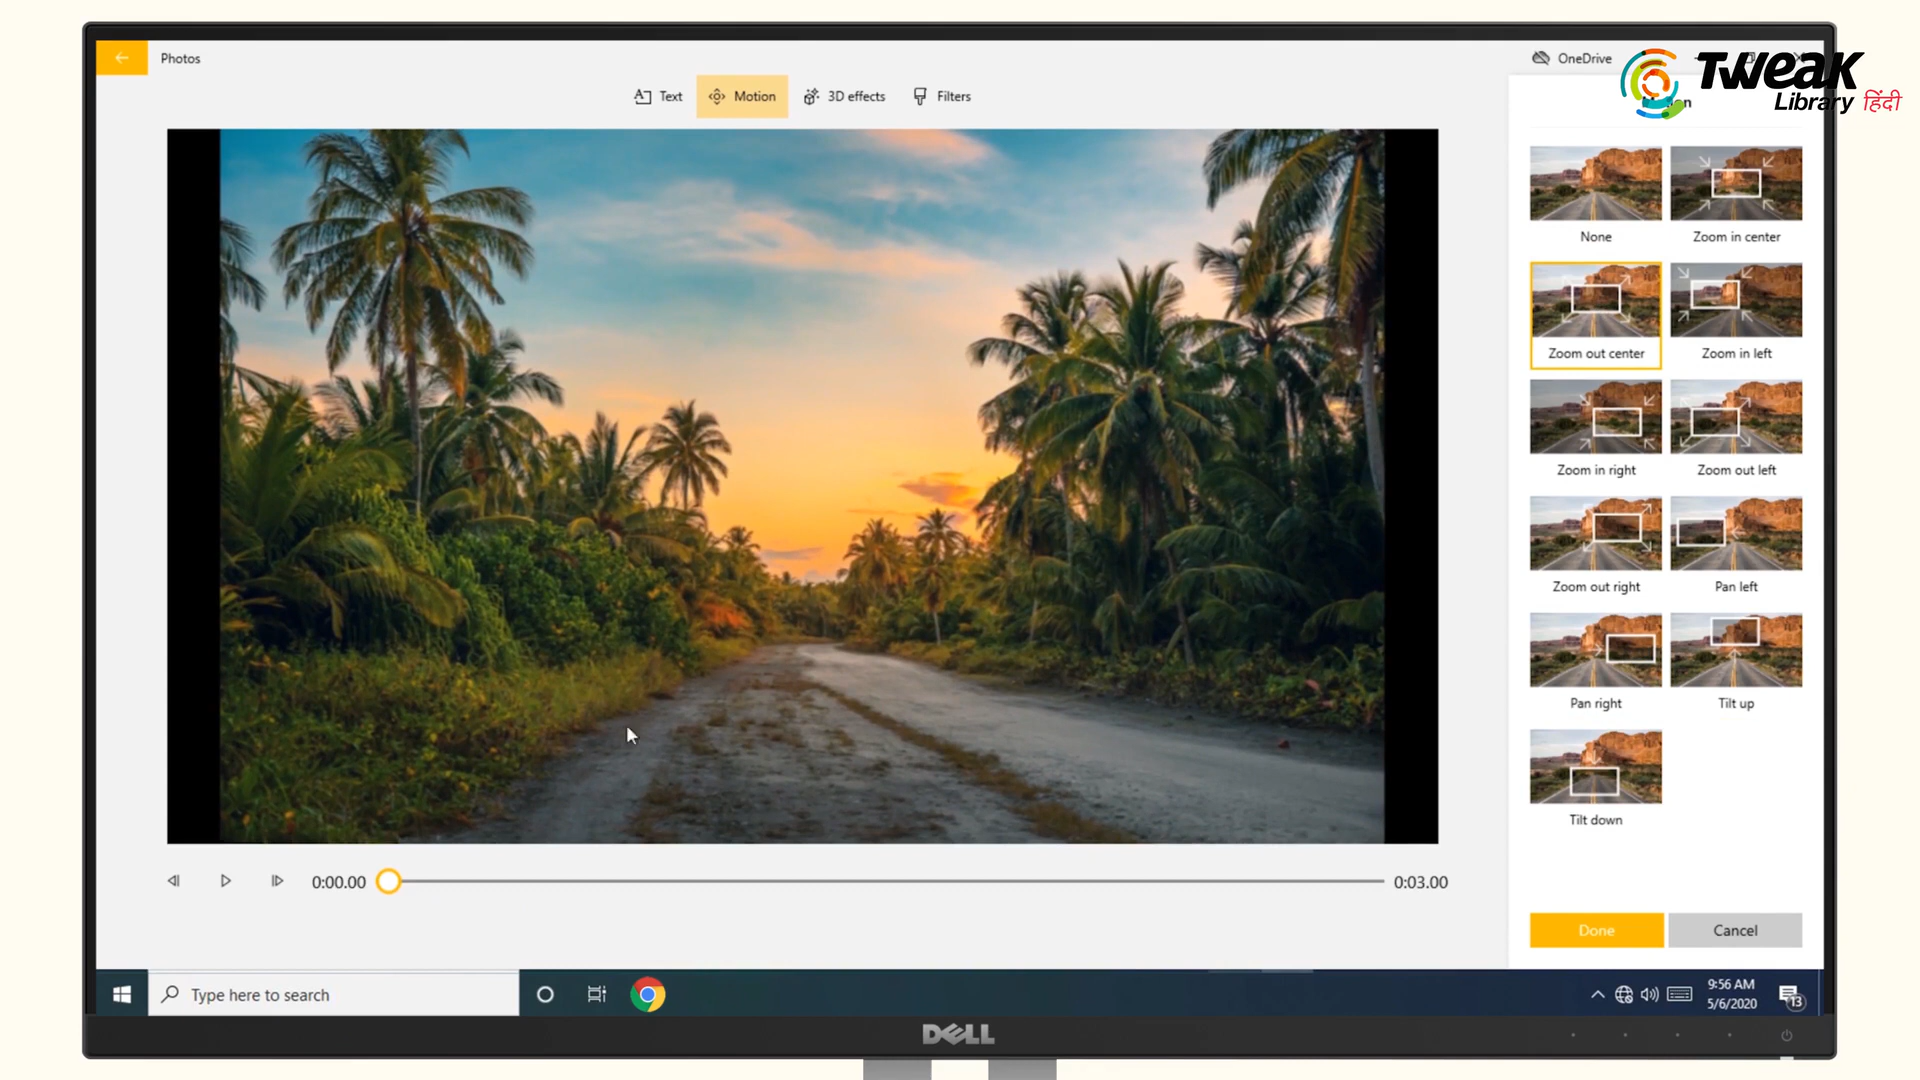 Photos
OneDrive
TWEAK
Library हिंदी
Text
Motion
3D effects
Filters
None
Zoom in center
Zoom out center
Zoom in left
Zoom in right
Zoom out left
Zoom out right
Pan left
Pan right
Tilt up
Tilt down
0:00.00
0:03.00
Done
Cancel
Type here to search
9:56 AM
5/6/2020
13
DELL